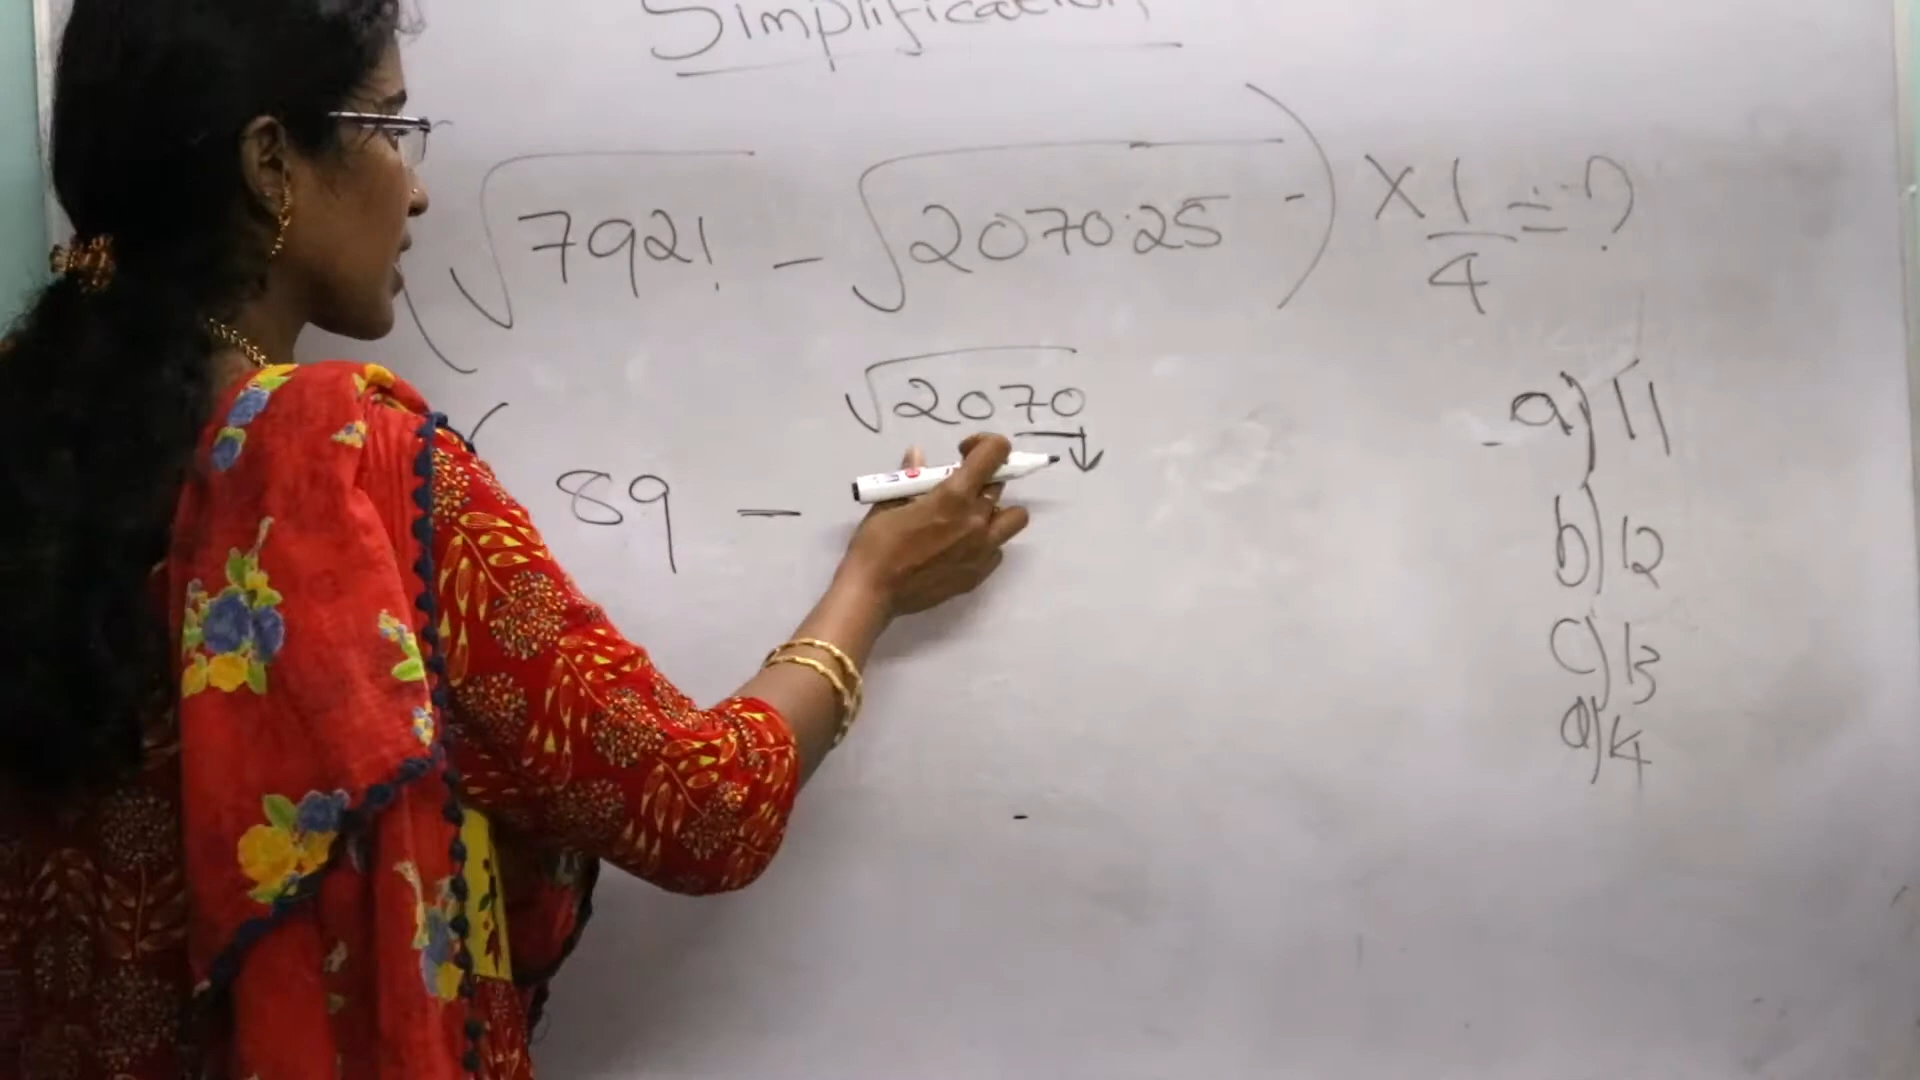 Simplification
(√7921 - √2070.25) × 1/4 = ?
√2070
( 89 -
a) 11
b) 12
c) 13
d) 14